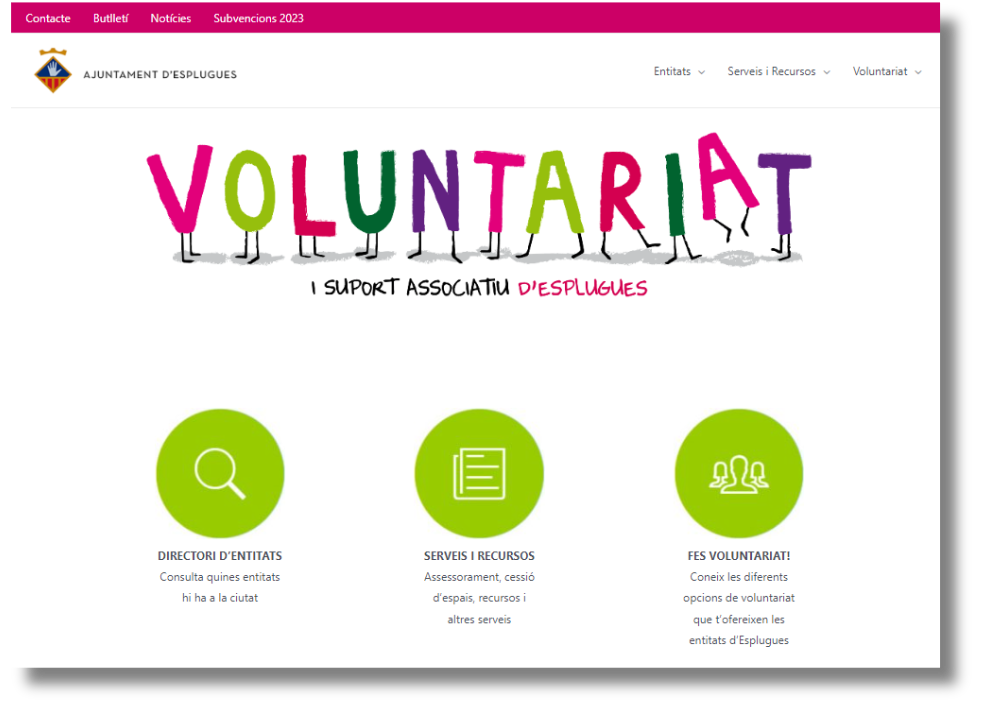 Contacte Butlletí Notícies Subvencions 2023
AJUNTAMENT D'ESPLUGUES
Entitats Serveis i Recursos Voluntariat
VOLUNTARIAT
I SUPORT ASSOCIATIU D'ESPLUGUES
DIRECTORI D'ENTITATS
Consulta quines entitats
hi ha a la ciutat
SERVEIS I RECURSOS
Assessorament, cessió
d'espais, recursos i
altres serveis
FES VOLUNTARIAT!
Coneix les diferents
opcions de voluntariat
que t'ofereixen les
entitats d'Esplugues